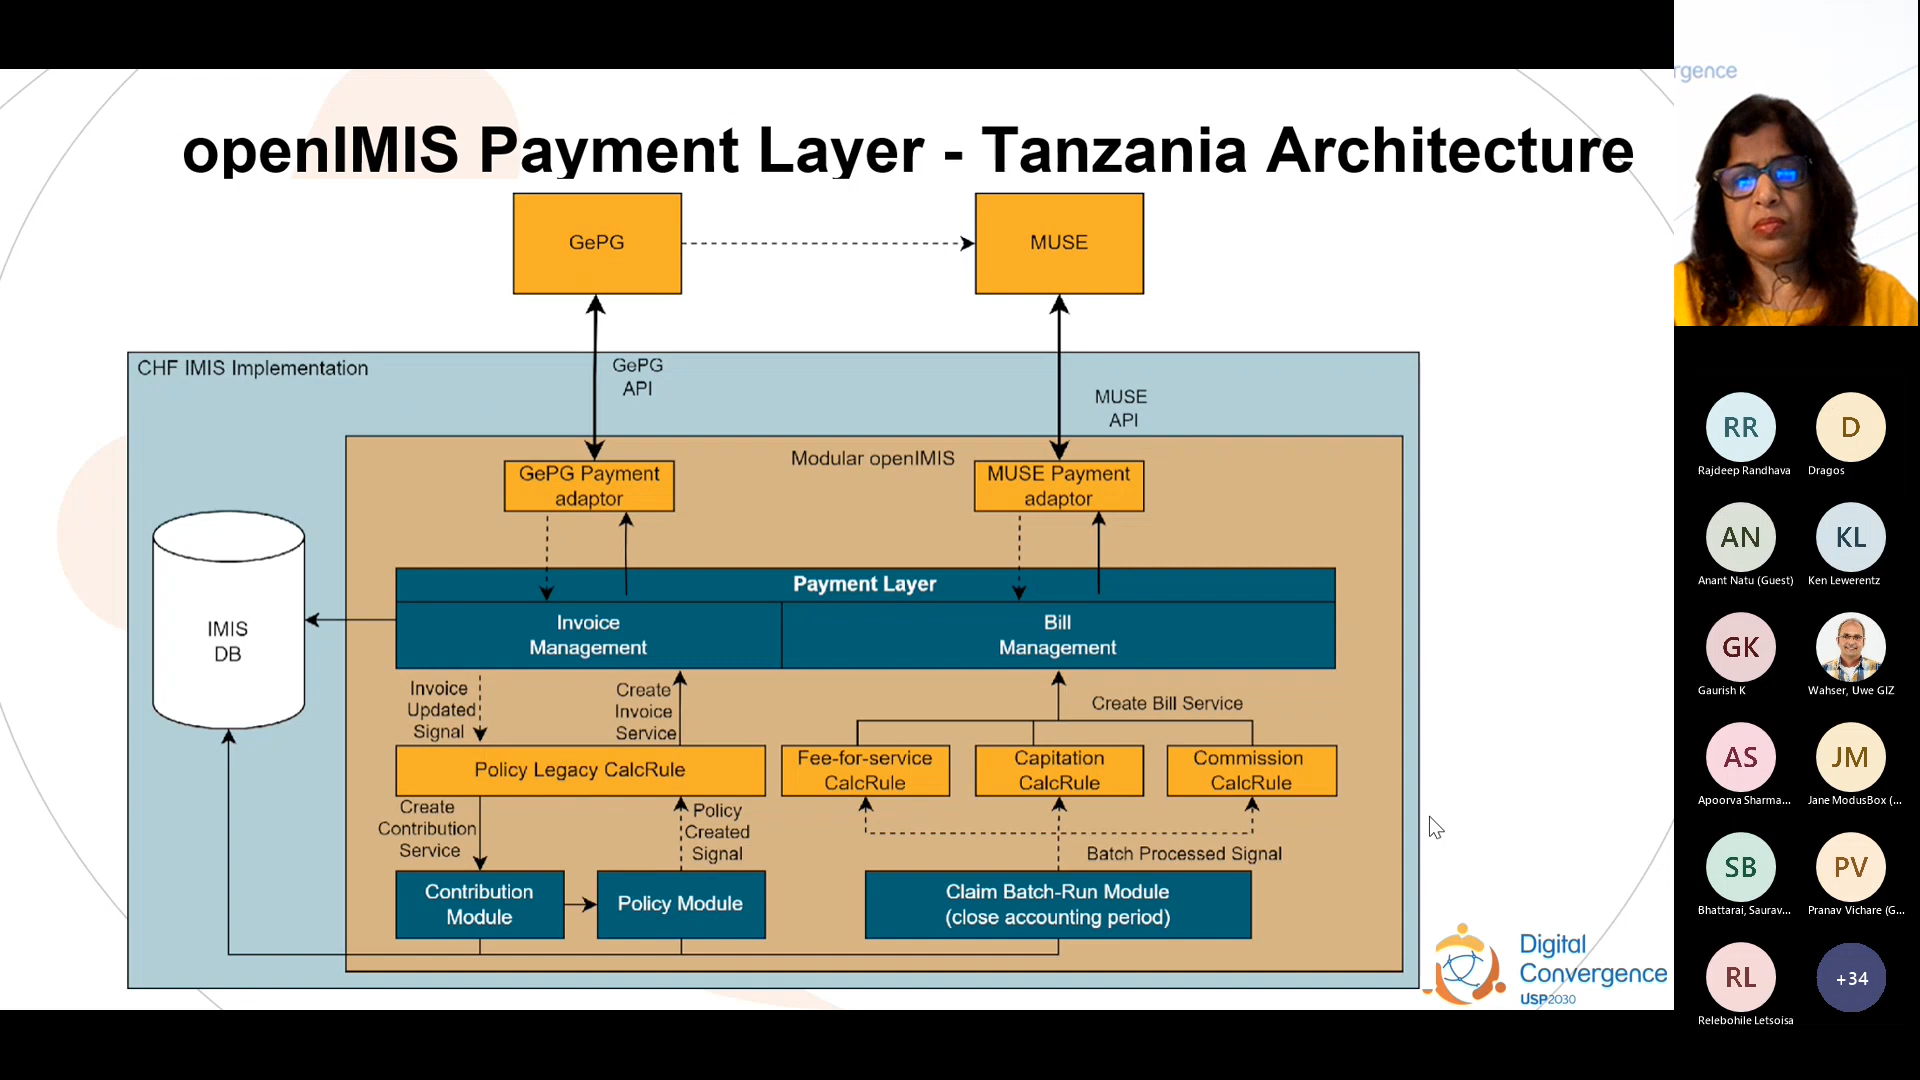 openIMIS Payment Layer - Tanzania Architecture
GePG
MUSE
CHF IMIS Implementation
GePG
API
MUSE
API
Modular openIMIS
GePG Payment
adaptor
MUSE Payment
adaptor
Payment Layer
Invoice
Management
Bill
Management
IMIS
DB
Invoice
Updated
Signal
Create
Invoice
Service
Create Bill Service
Policy Legacy CalcRule
Fee-for-service
CalcRule
Capitation
CalcRule
Commission
CalcRule
Create
Contribution
Service
Policy
Created
Signal
Batch Processed Signal
Contribution
Module
Policy Module
Claim Batch-Run Module
(close accounting period)
Digital
Convergence
USP2030
rgence
RR
Rajdeep Randhava
D
Dragos
AN
Anant Natu (Guest)
KL
Ken Lewerentz
GK
Gaurish K
Wahser, Uwe GIZ
AS
Apoorva Sharma...
JM
Jane ModusBox (...
SB
Bhattarai, Saurav...
PV
Pranav Vichare (G...
RL
Relebohile Letsoisa
+34